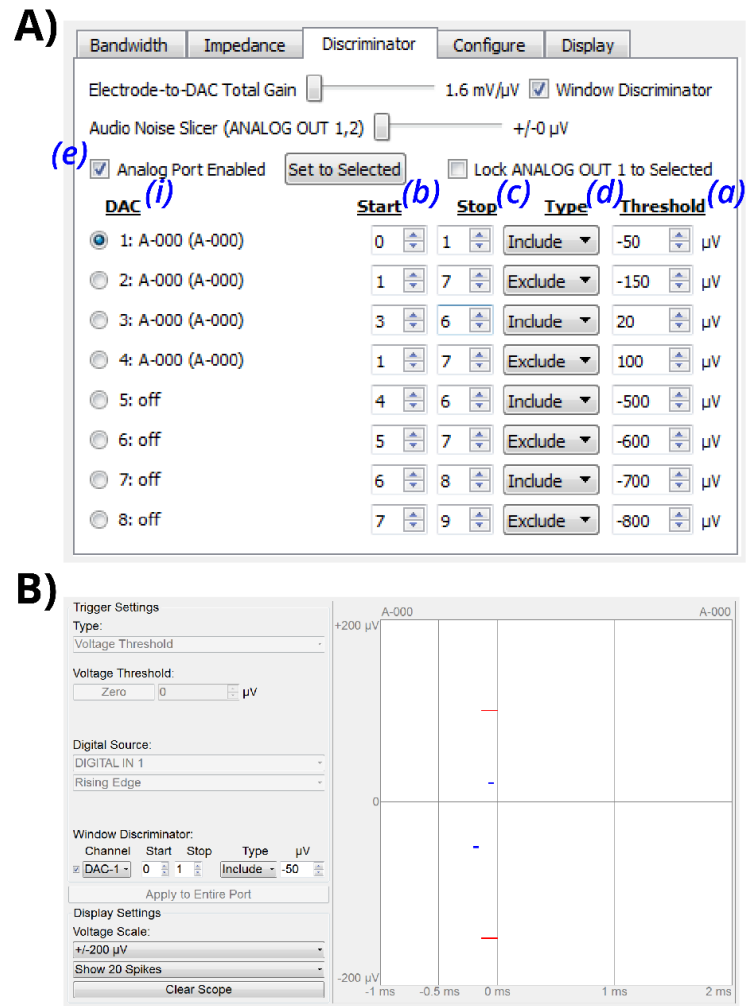 A)
Bandwidth Impedance Discriminator Configure Display
Electrode-to-DAC Total Gain 1.6 mV/µV Window Discriminator
Audio Noise Slicer (ANALOG OUT 1,2) +/-0 µV
(e) Analog Port Enabled Set to Selected Lock ANALOG OUT 1 to Selected
DAC (i) Start (b) Stop (c) Type (d) Threshold (a)
1: A-000 (A-000) 0 1 Include -50 µV
2: A-000 (A-000) 1 7 Exclude -150 µV
3: A-000 (A-000) 3 6 Include 20 µV
4: A-000 (A-000) 1 7 Exclude 100 µV
5: off 4 6 Include -500 µV
6: off 5 7 Exclude -600 µV
7: off 6 8 Include -700 µV
8: off 7 9 Exclude -800 µV
B)
Trigger Settings
Type:
Voltage Threshold
Voltage Threshold:
Zero 0 µV
Digital Source:
DIGITAL IN 1
Rising Edge
Window Discriminator:
Channel Start Stop Type µV
DAC-1 0 1 Include -50
Apply to Entire Port
Display Settings
Voltage Scale:
+/-200 µV
Show 20 Spikes
Clear Scope
A-000 A-000
+200 µV
0
-200 µV
-1 ms -0.5 ms 0 ms 1 ms 2 ms